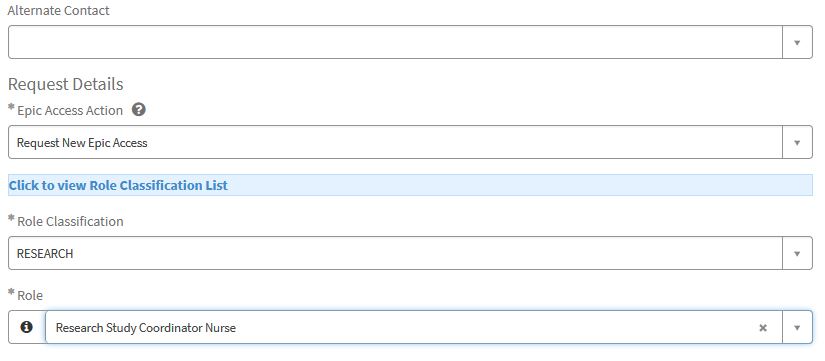 Alternate Contact
Request Details
* Epic Access Action ?
Request New Epic Access
Click to view Role Classification List
* Role Classification
RESEARCH
* Role
Research Study Coordinator Nurse